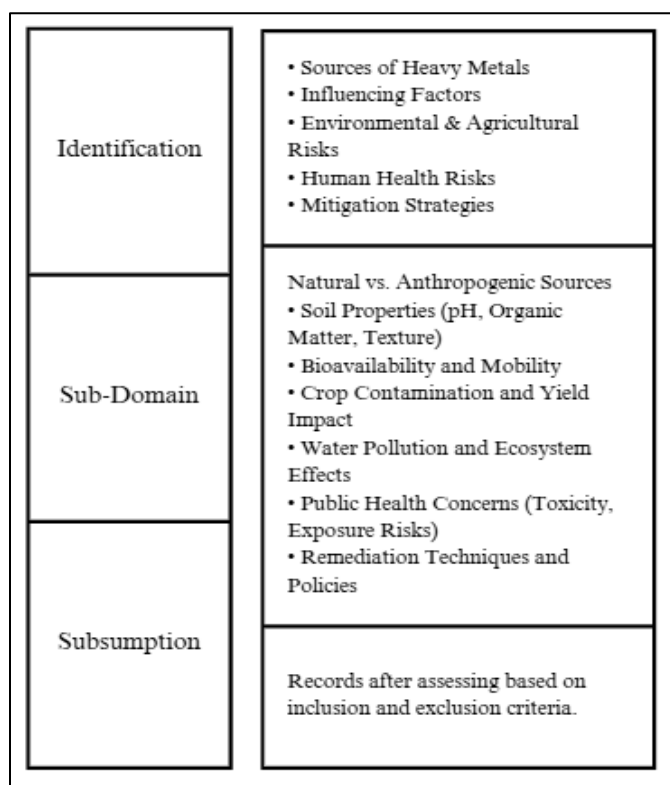 Identification
• Sources of Heavy Metals
• Influencing Factors
• Environmental & Agricultural
Risks
• Human Health Risks
• Mitigation Strategies
Sub-Domain
Natural vs. Anthropogenic Sources
• Soil Properties (pH, Organic
Matter, Texture)
• Bioavailability and Mobility
• Crop Contamination and Yield
Impact
• Water Pollution and Ecosystem
Effects
• Public Health Concerns (Toxicity,
Exposure Risks)
• Remediation Techniques and
Policies
Subsumption
Records after assessing based on
inclusion and exclusion criteria.